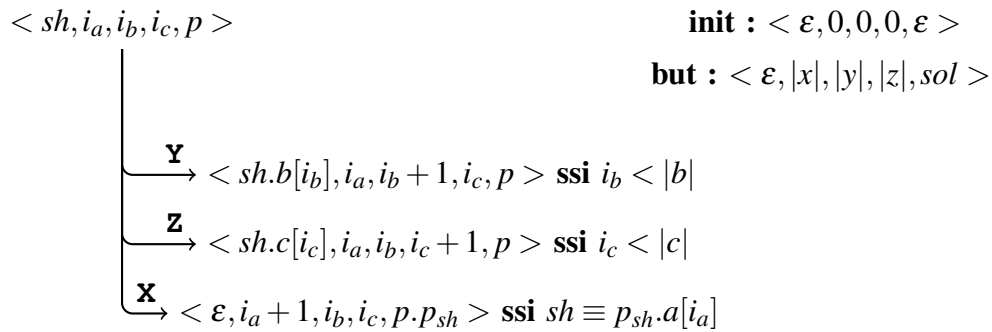 < sh, i_a, i_b, i_c, p >
init : < ε, 0, 0, 0, ε >
but : < ε, |x|, |y|, |z|, sol >
Y < sh.b[i_b], i_a, i_b + 1, i_c, p > ssi i_b < |b|
Z < sh.c[i_c], i_a, i_b, i_c + 1, p > ssi i_c < |c|
X < ε, i_a + 1, i_b, i_c, p.p_sh > ssi sh ≡ p_sh.a[i_a]